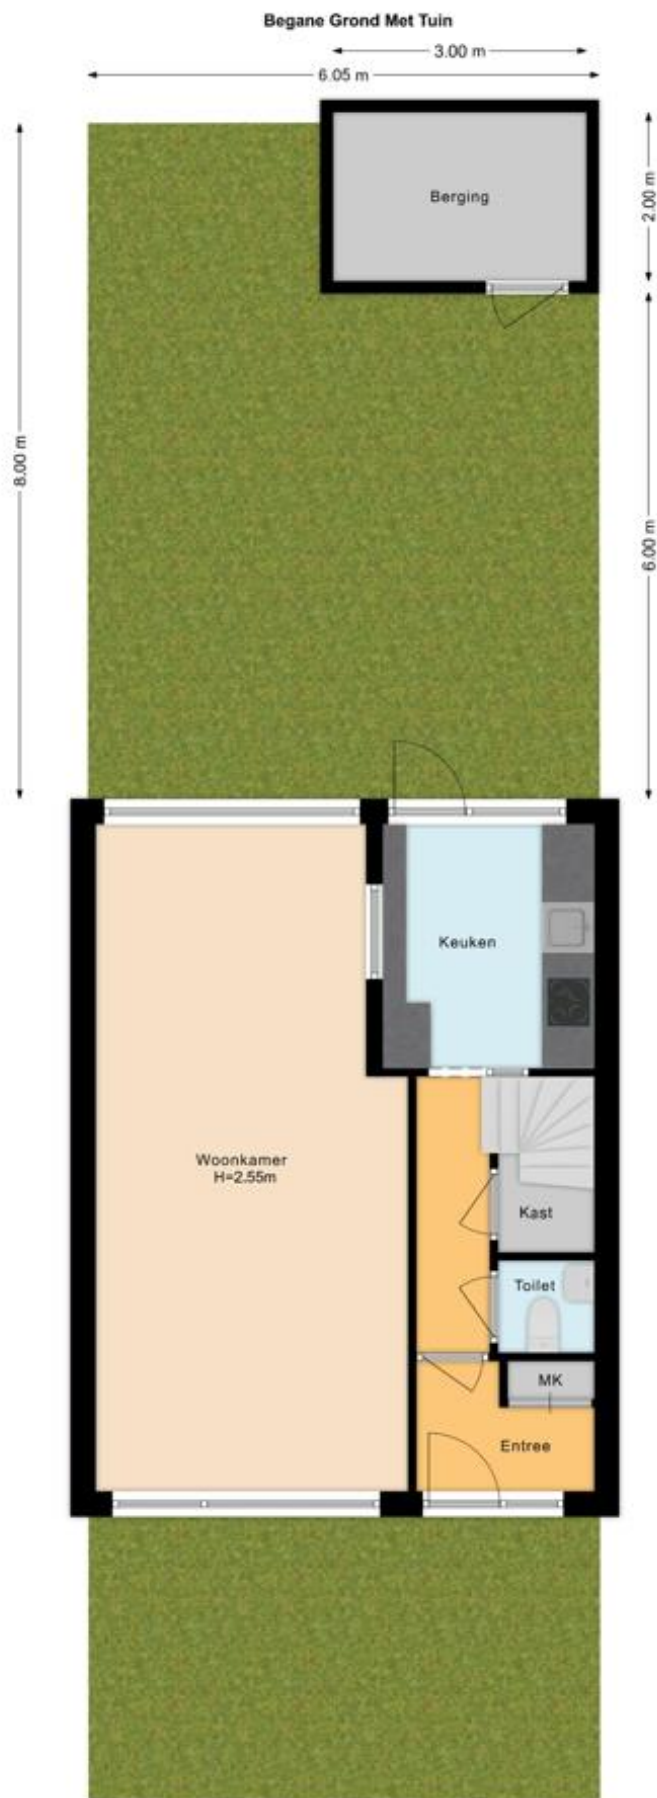 Begane Grond Met Tuin
3.00 m
6.05 m
Berging
2.00 m
8.00 m
6.00 m
Keuken
Woonkamer
H=2.55m
Kast
Toilet
MK
Entree